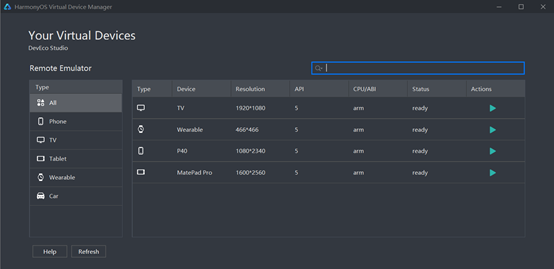 HarmonyOS Virtual Device Manager
Your Virtual Devices
DevEco Studio
Remote Emulator
Type
All
Phone
TV
Tablet
Wearable
Car
Type Device Resolution API CPU/ABI Status Actions
TV 1920*1080 5 arm ready
Wearable 466*466 5 arm ready
P40 1080*2340 5 arm ready
MatePad Pro 1600*2560 5 arm ready
Help Refresh